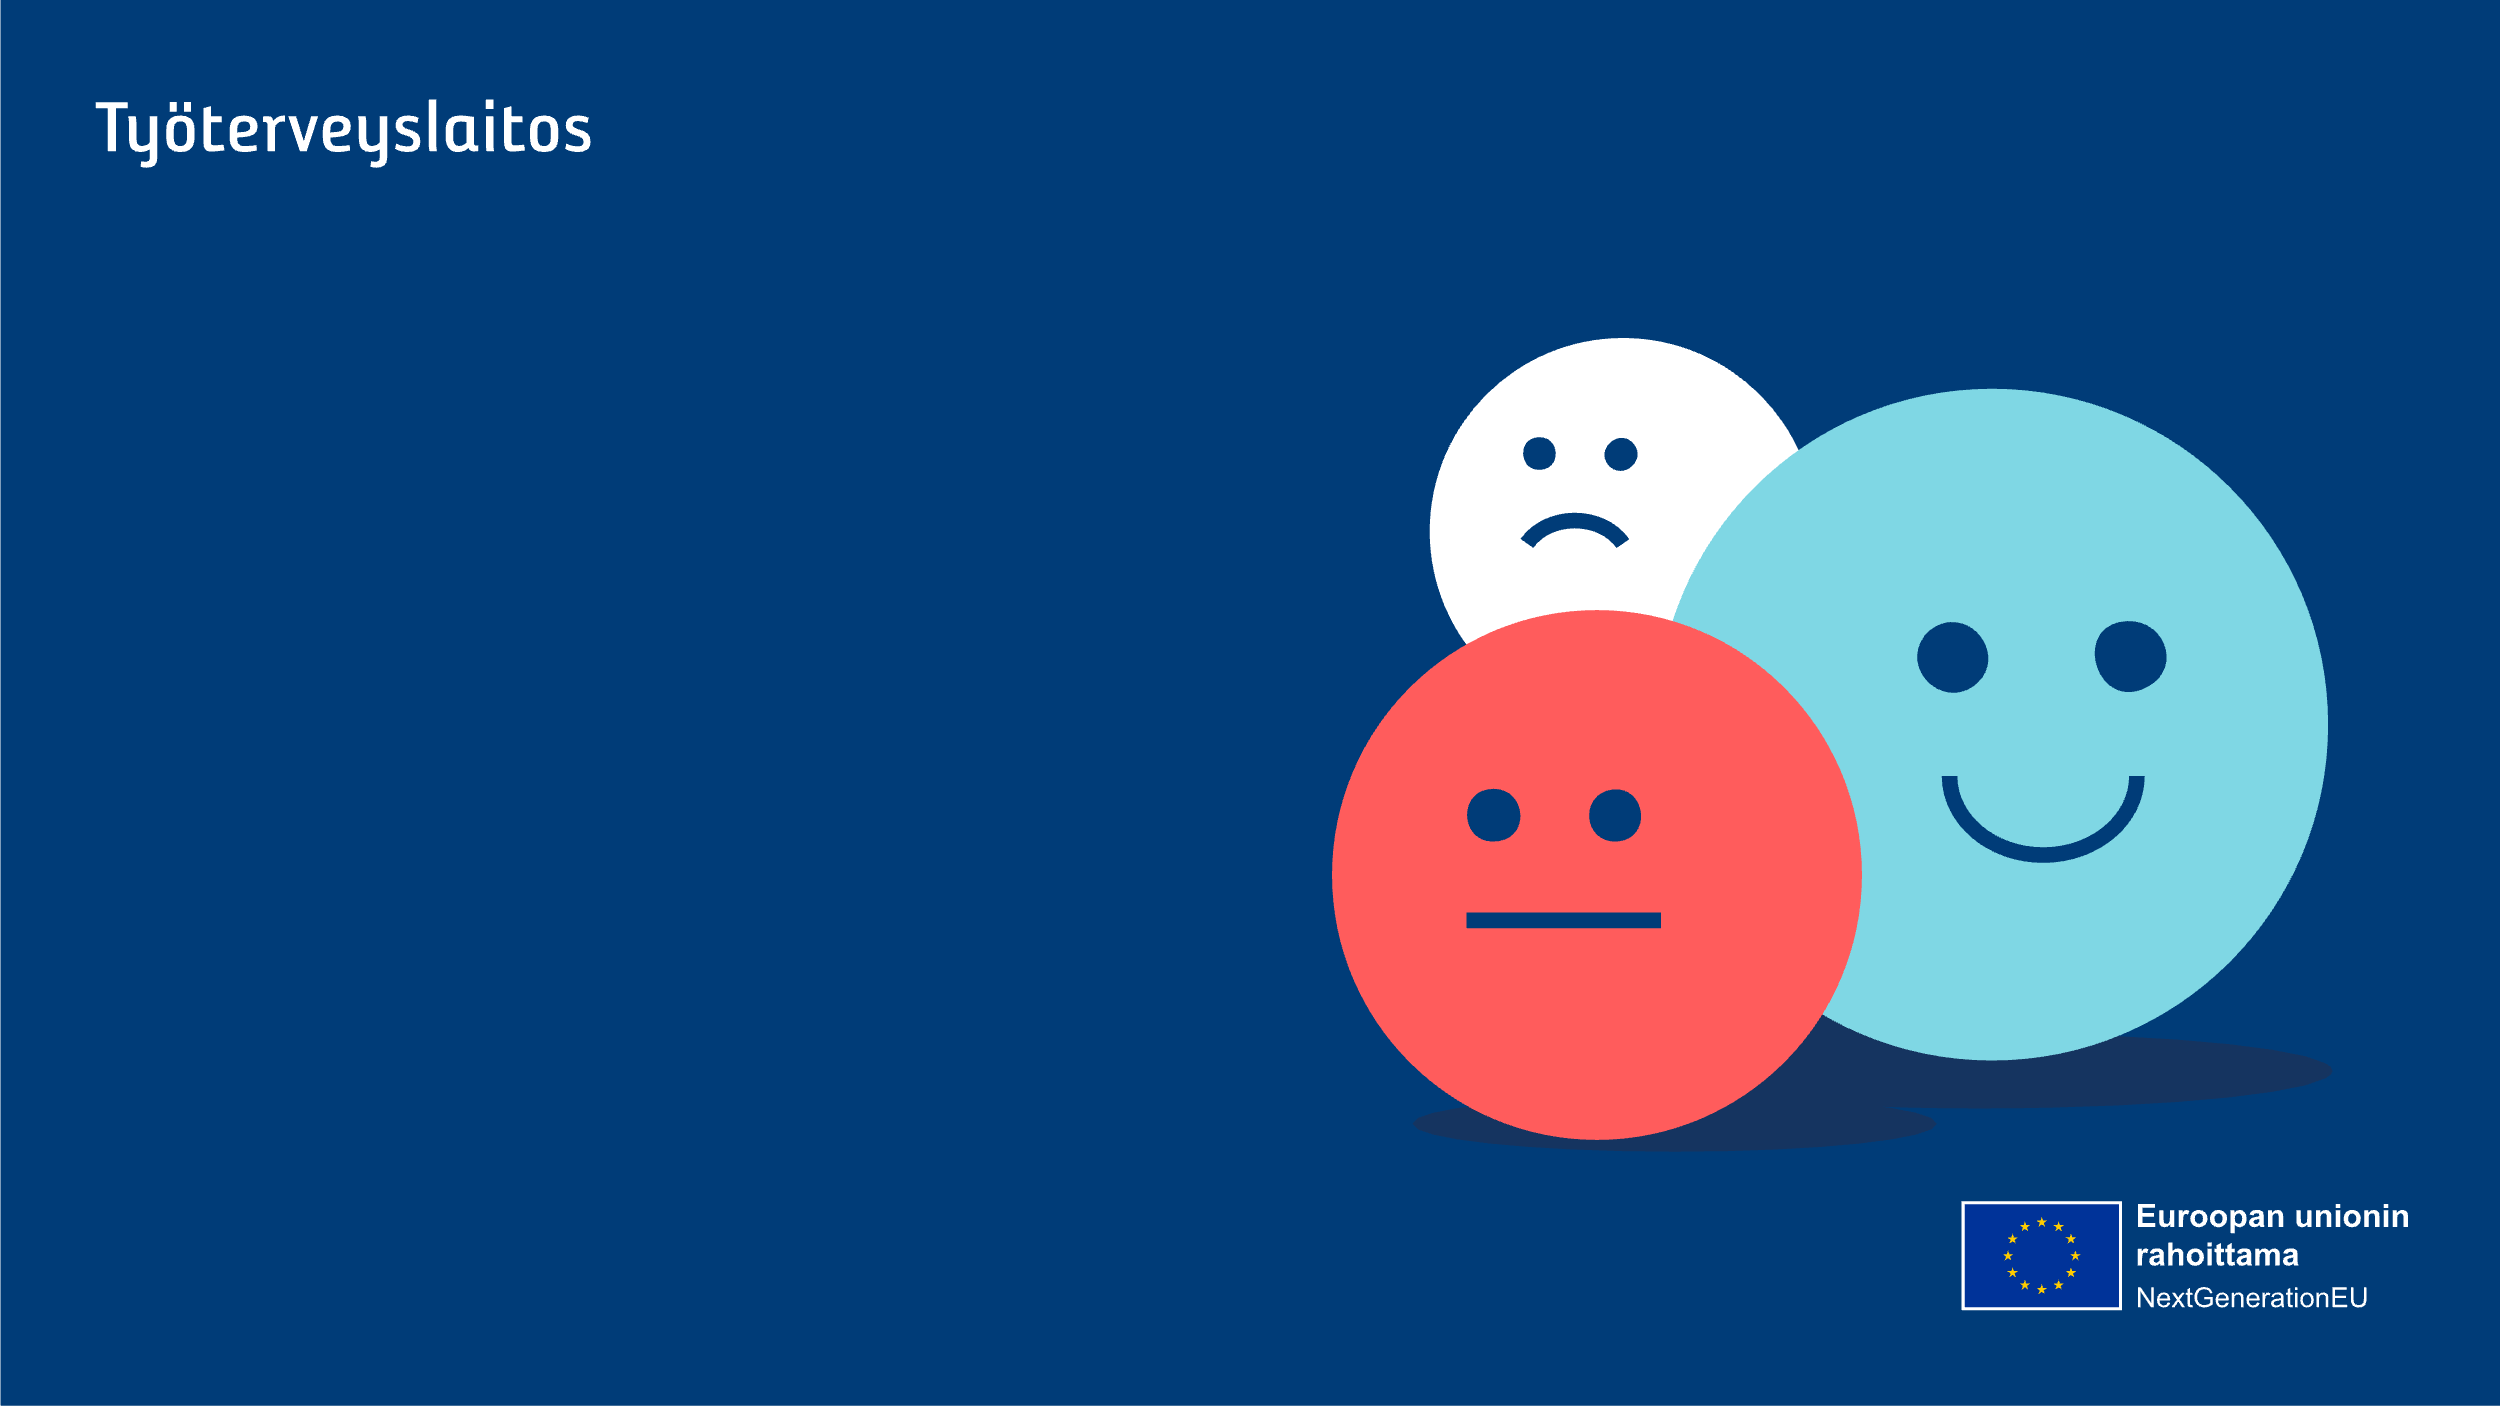 Työterveyslaitos
Euroopan unionin
rahoittama
NextGenerationEU